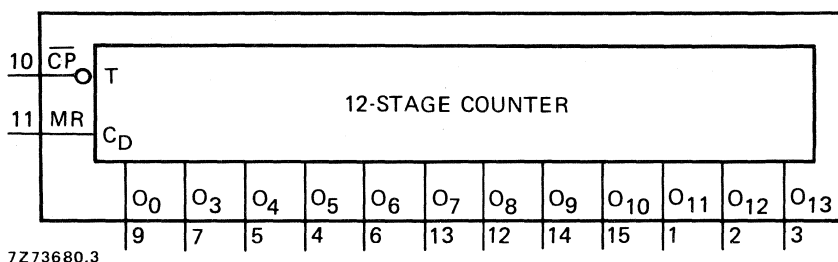 10 CP T
12-STAGE COUNTER
11 MR CD
O0 O3 O4 O5 O6 O7 O8 O9 O10 O11 O12 O13
9 7 5 4 6 13 12 14 15 1 2 3
7Z73680.3